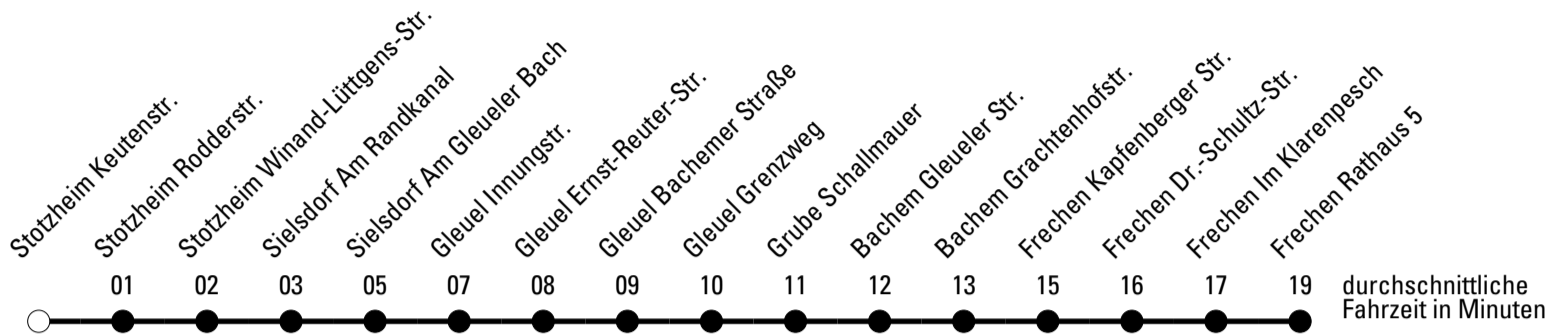 Stotzheim Keutenstr.
Stotzheim Rodderstr.
Stotzheim Winand-Lüttgens-Str.
Sielsdorf Am Randkanal
Sielsdorf Am Gleueler Bach
Gleuel Innungstr.
Gleuel Ernst-Reuter-Str.
Gleuel Bachemer Straße
Gleuel Grenzweg
Grube Schallmauer
Bachem Gleueler Str.
Bachem Grachtenhofstr.
Frechen Kapfenberger Str.
Frechen Dr.-Schultz-Str.
Frechen Im Klarenpesch
Frechen Rathaus 5
01 02 03 05 07 08 09 10 11 12 13 15 16 17 19
durchschnittliche
Fahrzeit in Minuten